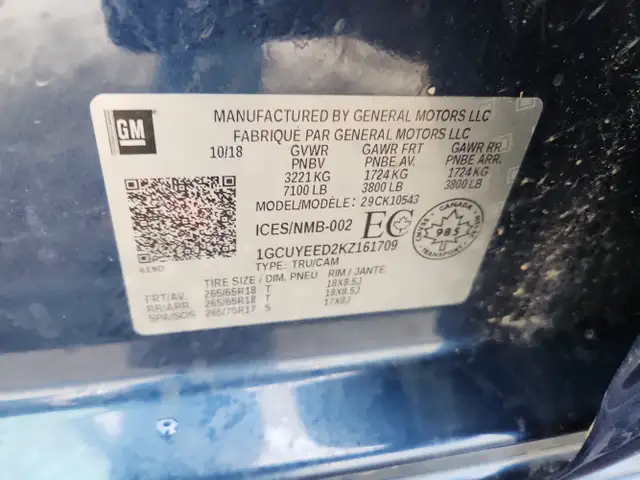 GM
MANUFACTURED BY GENERAL MOTORS LLC
FABRIQUÉ PAR GENERAL MOTORS LLC
10/18 GVWR GAWR FRT GAWR RR
PNBV PNBE AV. PNBE ARR.
3221 KG 1724 KG 1724 KG
7100 LB 3800 LB 3800 LB
MODEL/MODÈLE: 29CK10543
ICES/NMB-002 EC
CANADA
985
1GCUYEED2KZ161709
TYPE: TRU/CAM
TIRE SIZE / DIM. PNEU RIM / JANTE
FRT/AV. 265/65R18 T 18X8.5J
RR/ARR. 265/65R18 T 18X8.5J
SPA/SOS 265/70R17 S 17X8J